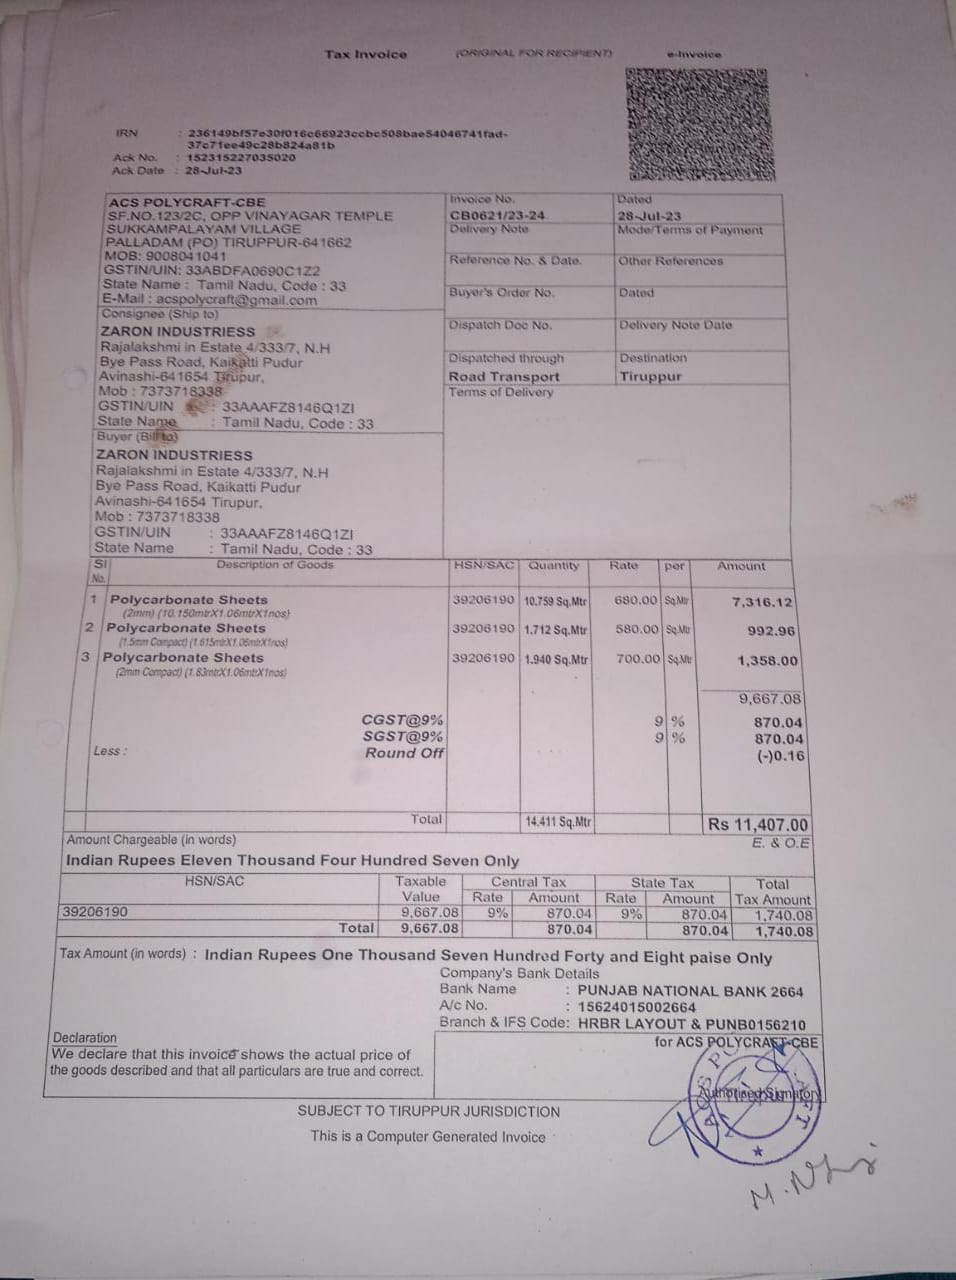 Tax Invoice (ORIGINAL FOR RECIPIENT) e-Invoice
IRN : 236149bf57e30f016c66923ccbc508bae54046741fad-
37c71ee49c28b824a81b
Ack No. : 152315227035020
Ack Date : 28-Jul-23
ACS POLYCRAFT-CBE
SF.NO.123/2C, OPP VINAYAGAR TEMPLE
SUKKAMPALAYAM VILLAGE
PALLADAM (PO) TIRUPPUR-641662
MOB: 9008041041
GSTIN/UIN: 33ABDFA0690C1Z2
State Name : Tamil Nadu, Code : 33
E-Mail : acspolycraft@gmail.com
Invoice No. Dated
CB0621/23-24 28-Jul-23
Delivery Note Mode/Terms of Payment
Reference No. & Date. Other References
Buyer's Order No. Dated
Dispatch Doc No. Delivery Note Date
Dispatched through Destination
Road Transport Tiruppur
Terms of Delivery
Consignee (Ship to)
ZARON INDUSTRIESS
Rajalakshmi in Estate 4/333/7, N.H
Bye Pass Road, Kaikatti Pudur
Avinashi-641654 Tirupur,
Mob : 7373718338
GSTIN/UIN : 33AAAFZ8146Q1ZI
State Name : Tamil Nadu, Code : 33
Buyer (Bill to)
ZARON INDUSTRIESS
Rajalakshmi in Estate 4/333/7, N.H
Bye Pass Road, Kaikatti Pudur
Avinashi-641654 Tirupur,
Mob : 7373718338
GSTIN/UIN : 33AAAFZ8146Q1ZI
State Name : Tamil Nadu, Code : 33
Sl No. Description of Goods HSN/SAC Quantity Rate per Amount
1 Polycarbonate Sheets 39206190 10.759 Sq.Mtr 680.00 Sq.Mtr 7,316.12
(2mm) (10.150mtrX1.06mtrX1nos)
2 Polycarbonate Sheets 39206190 1.712 Sq.Mtr 580.00 Sq.Mtr 992.96
(1.5mm Compact) (1.615mtrX1.06mtrX1nos)
3 Polycarbonate Sheets 39206190 1.940 Sq.Mtr 700.00 Sq.Mtr 1,358.00
(2mm Compact) (1.83mtrX1.06mtrX1nos)
9,667.08
CGST@9% 9 % 870.04
SGST@9% 9 % 870.04
Less : Round Off (-)0.16
Total 14.411 Sq.Mtr Rs 11,407.00
Amount Chargeable (in words) E. & O.E
Indian Rupees Eleven Thousand Four Hundred Seven Only
HSN/SAC Taxable Value Central Tax State Tax Total Tax Amount
Rate Amount Rate Amount
39206190 9,667.08 9% 870.04 9% 870.04 1,740.08
Total 9,667.08 870.04 870.04 1,740.08
Tax Amount (in words) : Indian Rupees One Thousand Seven Hundred Forty and Eight paise Only
Company's Bank Details
Bank Name : PUNJAB NATIONAL BANK 2664
A/c No. : 15624015002664
Branch & IFS Code: HRBR LAYOUT & PUNB0156210
Declaration
We declare that this invoice shows the actual price of
the goods described and that all particulars are true and correct.
for ACS POLYCRAFT-CBE
Authorised Signatory
SUBJECT TO TIRUPPUR JURISDICTION
This is a Computer Generated Invoice